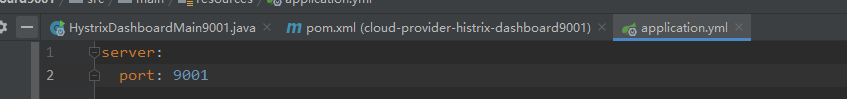 board9001 › src › main › resources › application.yml
HystrixDashboardMain9001.java × pom.xml (cloud-provider-histrix-dashboard9001) × application.yml ×
1 server:
2 port: 9001